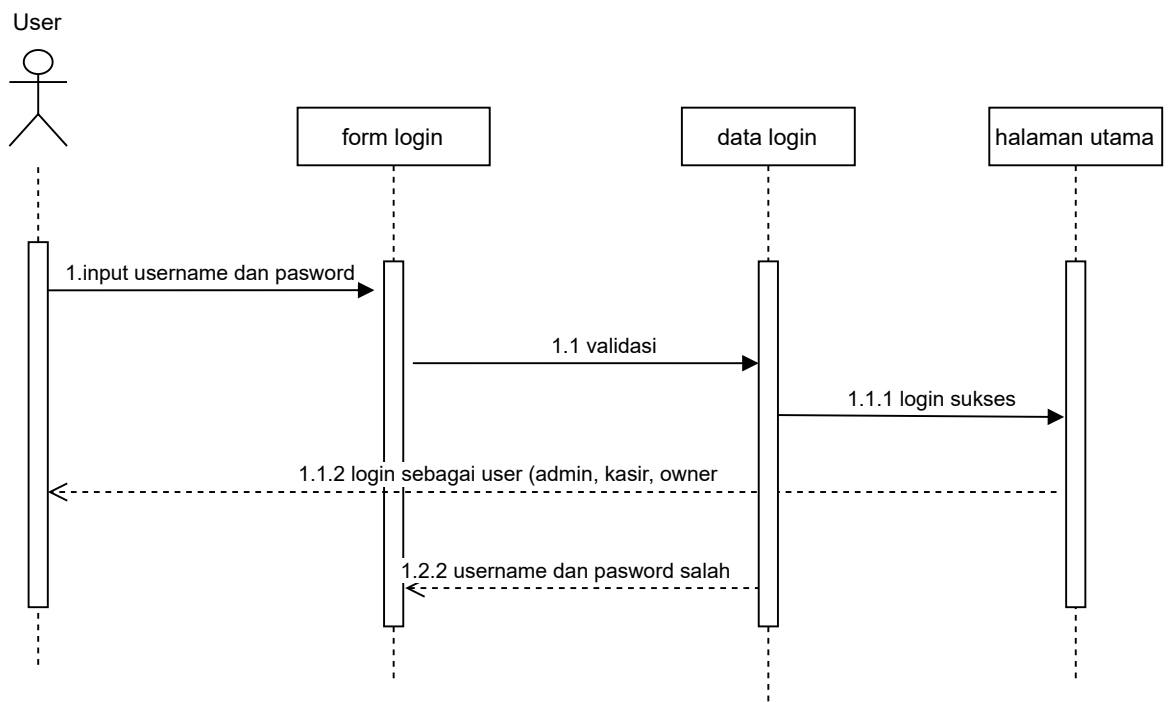 User
form login
data login
halaman utama
1.input username dan pasword
1.1 validasi
1.1.1 login sukses
1.1.2 login sebagai user (admin, kasir, owner
1.2.2 username dan pasword salah